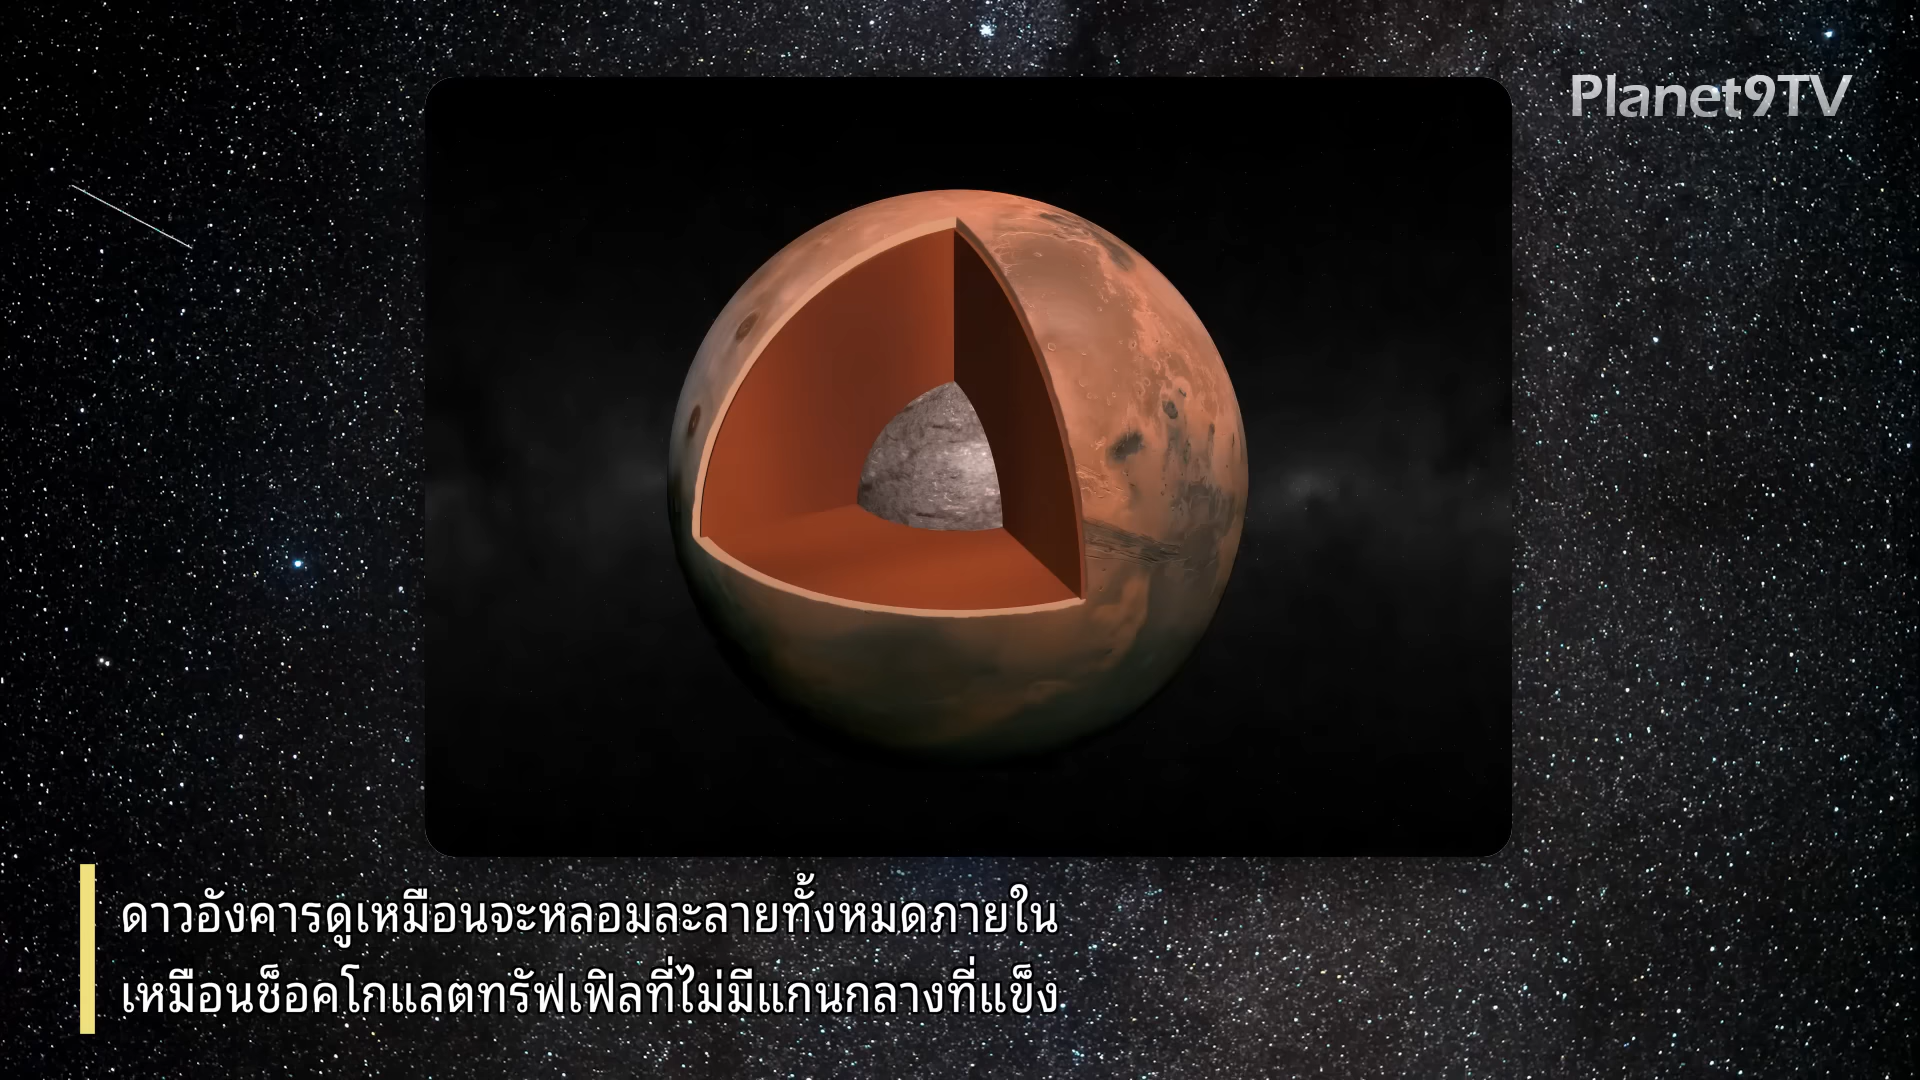 Planet9TV
ดาวอังคารดูเหมือนจะหลอมละลายทั้งหมดภายใน
เหมือนช็อคโกแลตทรัฟเฟิลที่ไม่มีแกนกลางที่แข็ง